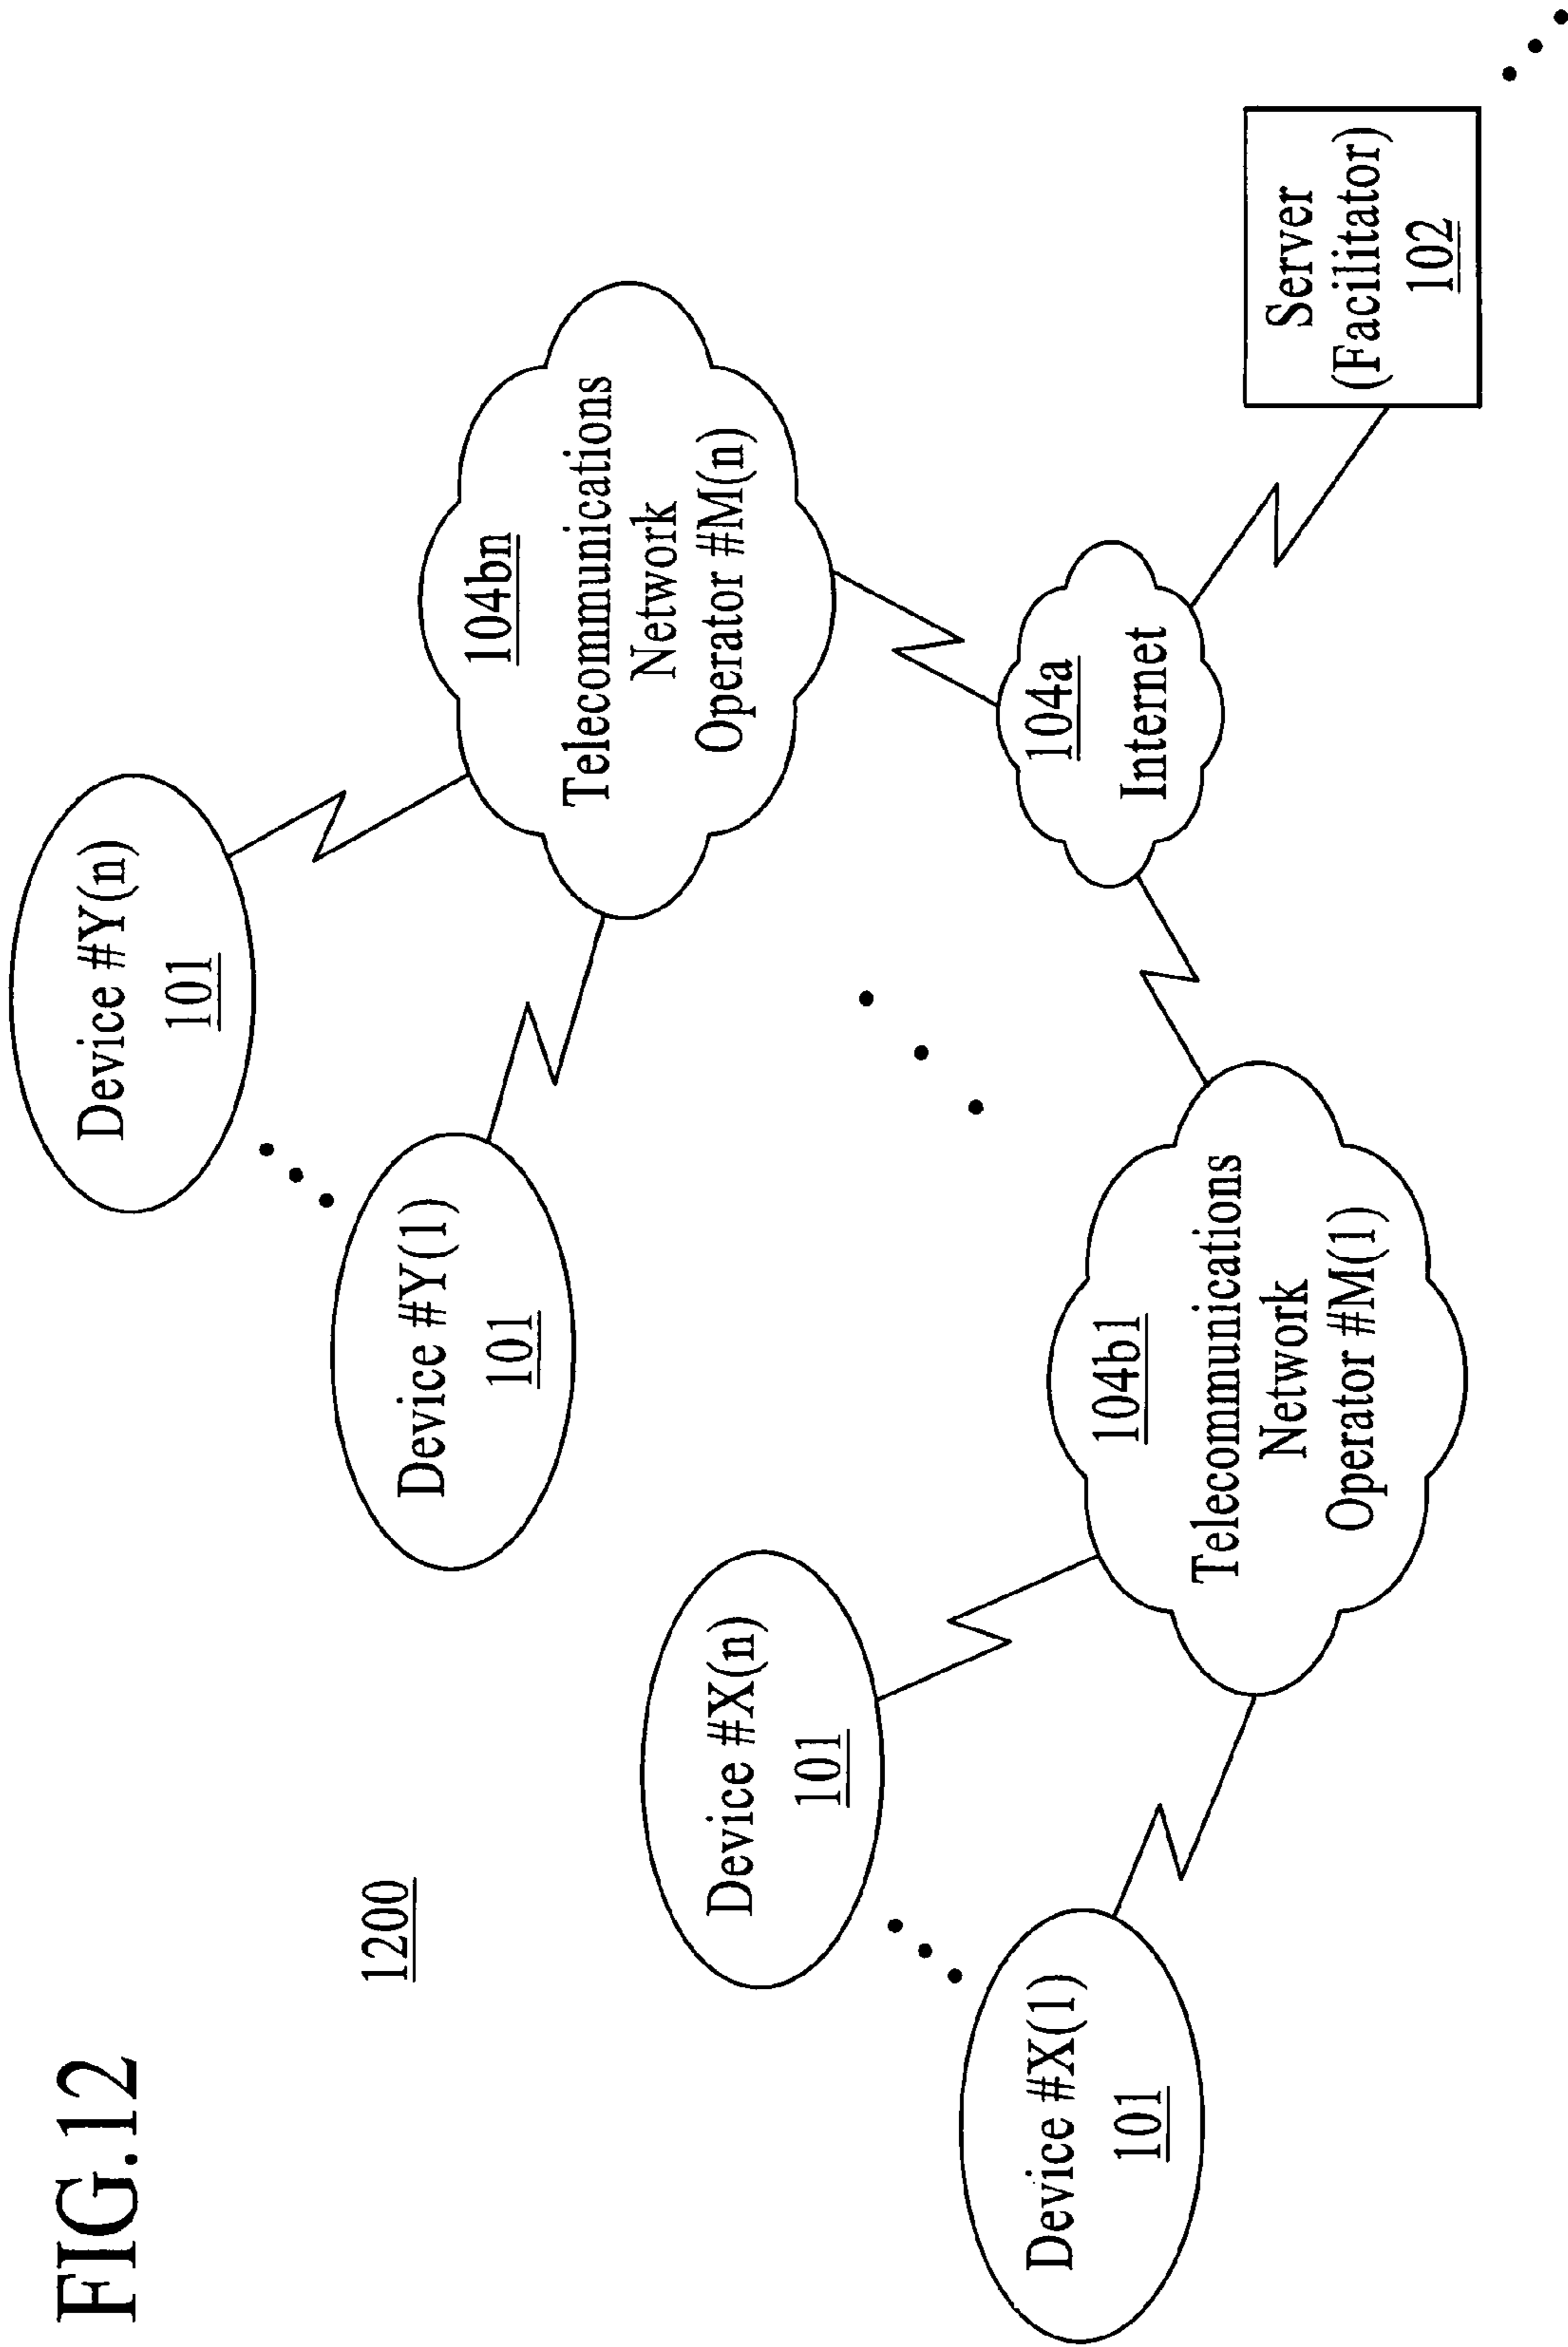 FIG.12
1200
Device #Y(n)
101
Device #Y(1)
101
104bn
Telecommunications
Network
Operator #M(n)
Device #X(n)
101
Device #X(1)
101
104b1
Telecommunications
Network
Operator #M(1)
104a
Internet
Server
(Facilitator)
102